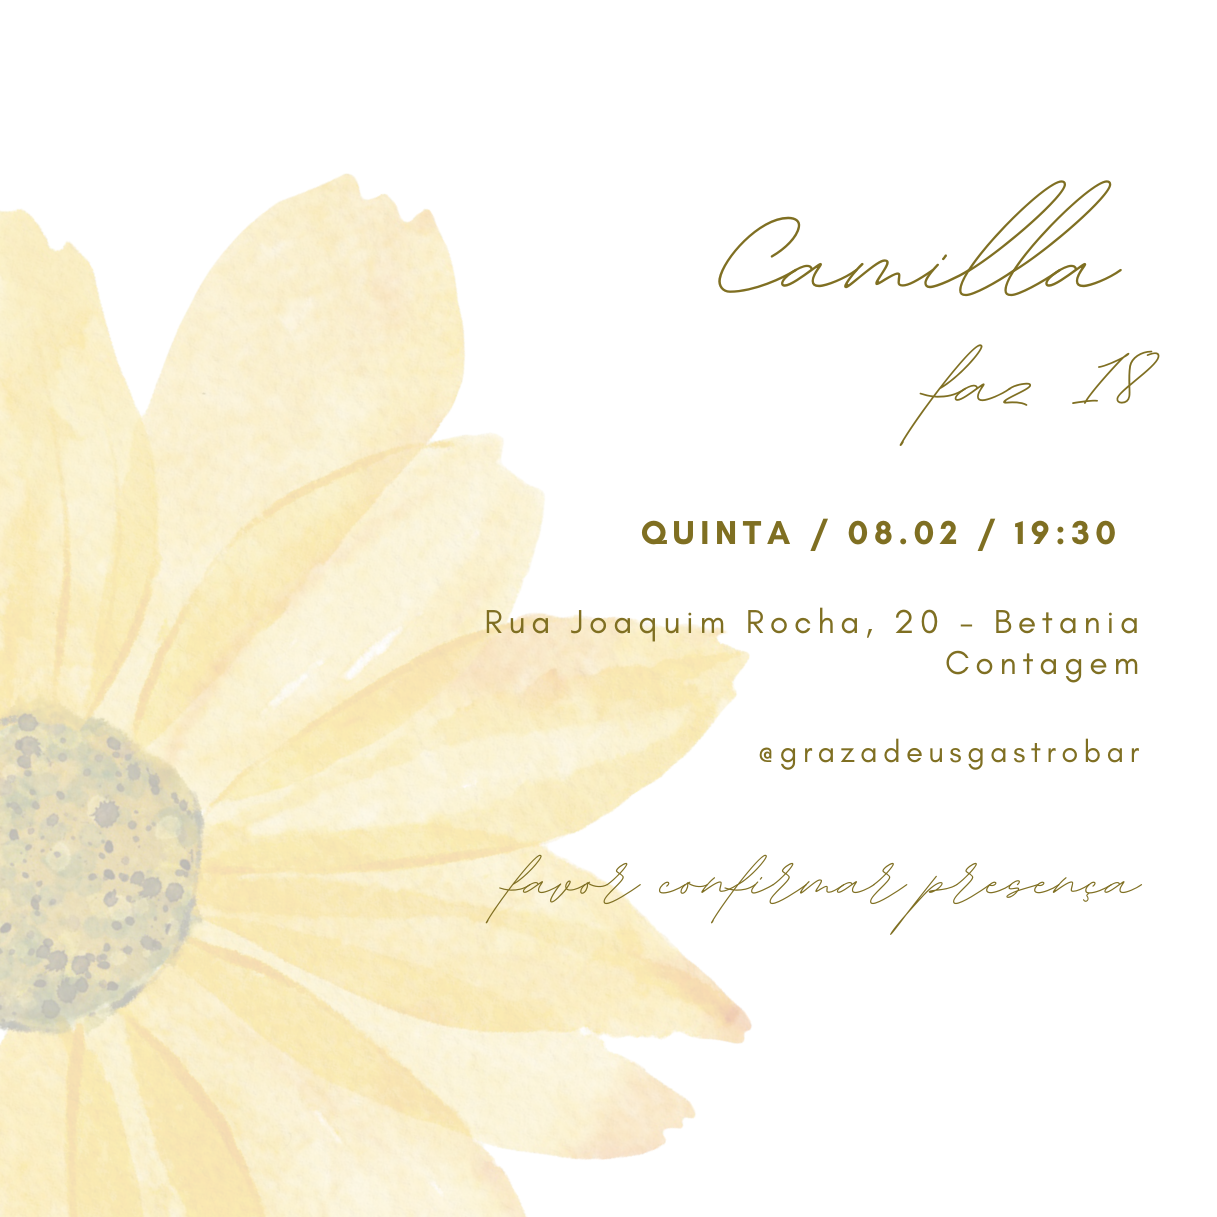 Camilla
faz 18
QUINTA / 08.02 / 19:30
Rua Joaquim Rocha, 20 - Betania
Contagem
@grazadeusgastrobar
favor confirmar presença